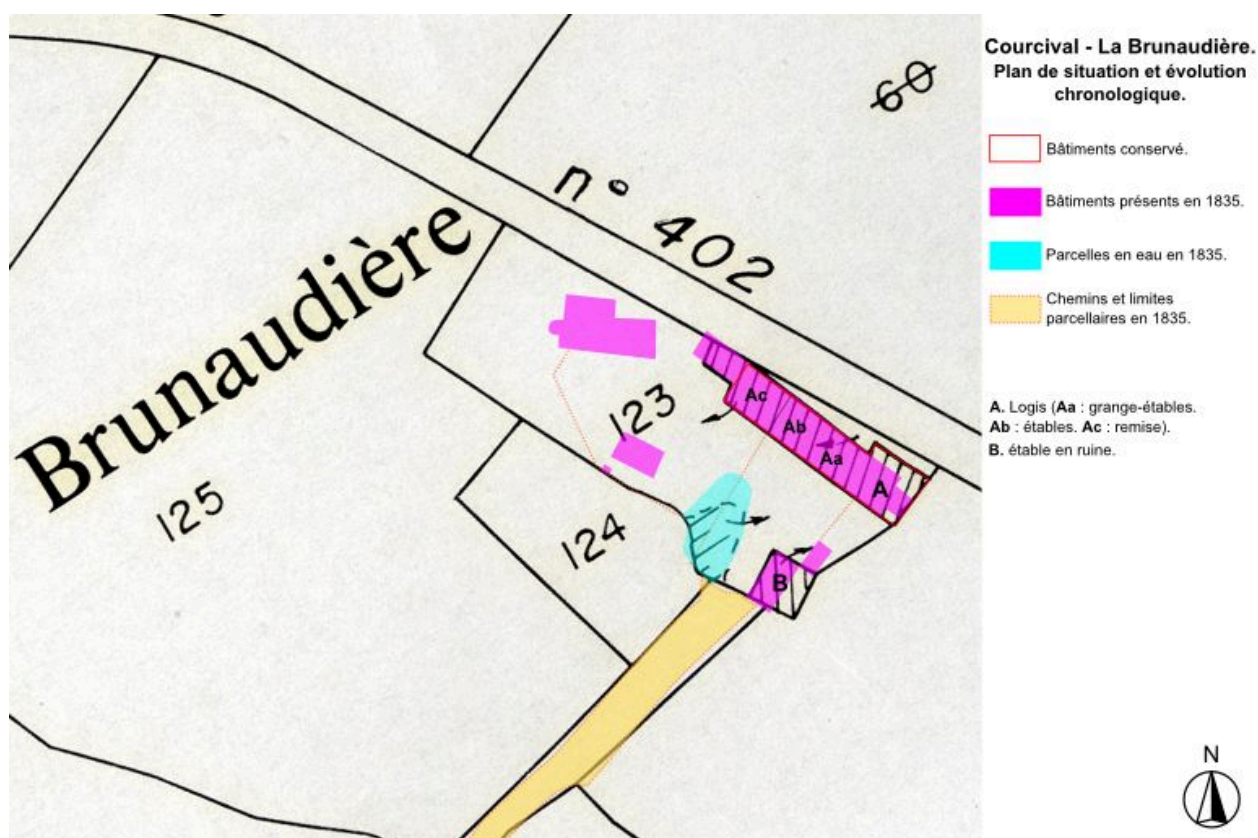 Courcival - La Brunaudière.
Plan de situation et évolution
chronologique.
Bâtiments conservé.
Bâtiments présents en 1835.
Parcelles en eau en 1835.
Chemins et limites
parcellaires en 1835.
A. Logis (Aa : grange-étables.
Ab : étables. Ac : remise).
B. étable en ruine.
N
60
n° 402
Brunaudière
123
Ac
Ab
Aa
A
125
124
B